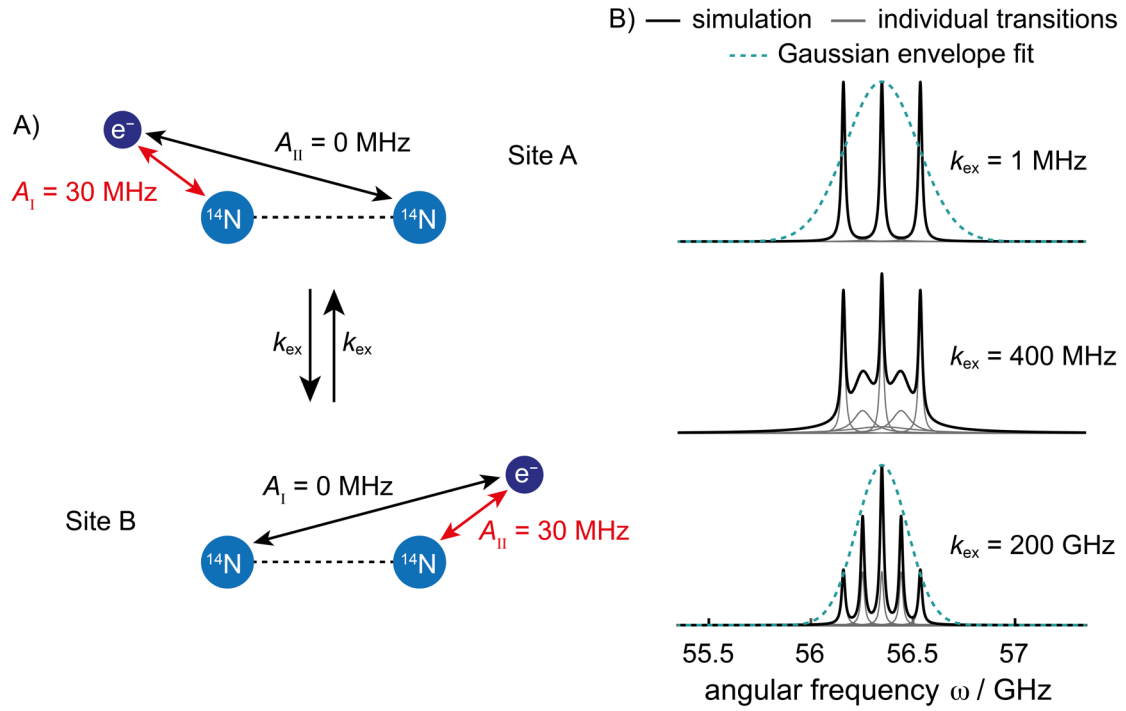 A)
e⁻
A_II = 0 MHz
Site A
A_I = 30 MHz
¹⁴N
¹⁴N
k_ex
k_ex
e⁻
A_I = 0 MHz
Site B
A_II = 30 MHz
¹⁴N
¹⁴N
B) simulation individual transitions
Gaussian envelope fit
k_ex = 1 MHz
k_ex = 400 MHz
k_ex = 200 GHz
55.5 56 56.5 57
angular frequency ω / GHz